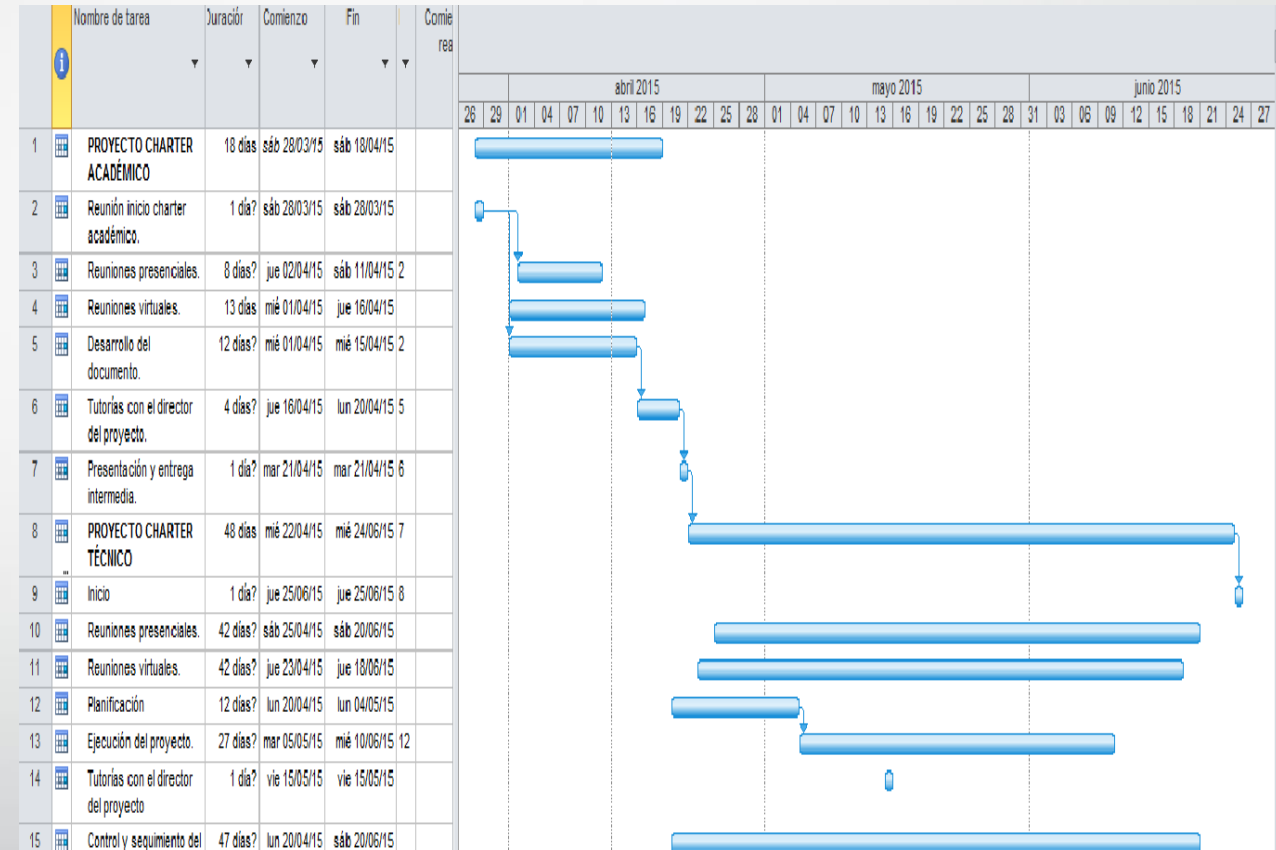 Nombre de tarea Duración Comienzo Fin Comie
rea
abril 2015 mayo 2015 junio 2015
26 29 01 04 07 10 13 16 19 22 25 28 01 04 07 10 13 16 19 22 25 28 31 03 06 09 12 15 18 21 24 27
1 PROYECTO CHARTER 18 días sáb 28/03/15 sáb 18/04/15
ACADÉMICO
2 Reunión inicio charter 1 día? sáb 28/03/15 sáb 28/03/15
académico.
3 Reuniones presenciales. 8 días? jue 02/04/15 sáb 11/04/15 2
4 Reuniones virtuales. 13 días mié 01/04/15 jue 16/04/15
5 Desarrollo del 12 días? mié 01/04/15 mié 15/04/15 2
documento.
6 Tutorías con el director 4 días? jue 16/04/15 lun 20/04/15 5
del proyecto.
7 Presentación y entrega 1 día? mar 21/04/15 mar 21/04/15 6
intermedia.
8 PROYECTO CHARTER 48 días mié 22/04/15 mié 24/06/15 7
TÉCNICO
9 Inicio 1 día? jue 25/06/15 jue 25/06/15 8
10 Reuniones presenciales. 42 días? sáb 25/04/15 sáb 20/06/15
11 Reuniones virtuales. 42 días? jue 23/04/15 jue 18/06/15
12 Planificación 12 días? lun 20/04/15 lun 04/05/15
13 Ejecución del proyecto. 27 días? mar 05/05/15 mié 10/06/15 12
14 Tutorías con el director 1 día? vie 15/05/15 vie 15/05/15
del proyecto
15 Control y seguimiento del 47 días? lun 20/04/15 sáb 20/06/15